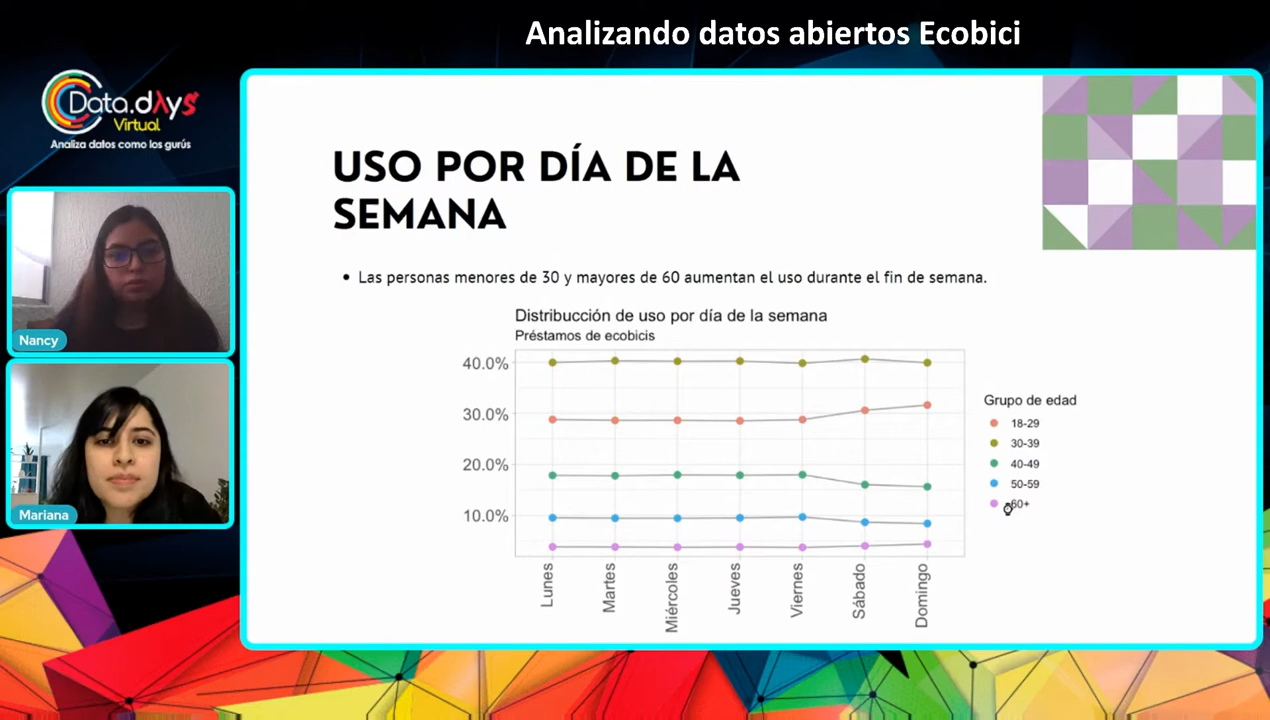 Analizando datos abiertos Ecobici
Data.dAys
Virtual
Analiza datos como los gurús
Nancy
Mariana
USO POR DÍA DE LA
SEMANA
• Las personas menores de 30 y mayores de 60 aumentan el uso durante el fin de semana.
Distribucción de uso por día de la semana
Préstamos de ecobicis
40.0%
30.0%
20.0%
10.0%
Lunes
Martes
Miércoles
Jueves
Viernes
Sábado
Domingo
Grupo de edad
18-29
30-39
40-49
50-59
60+